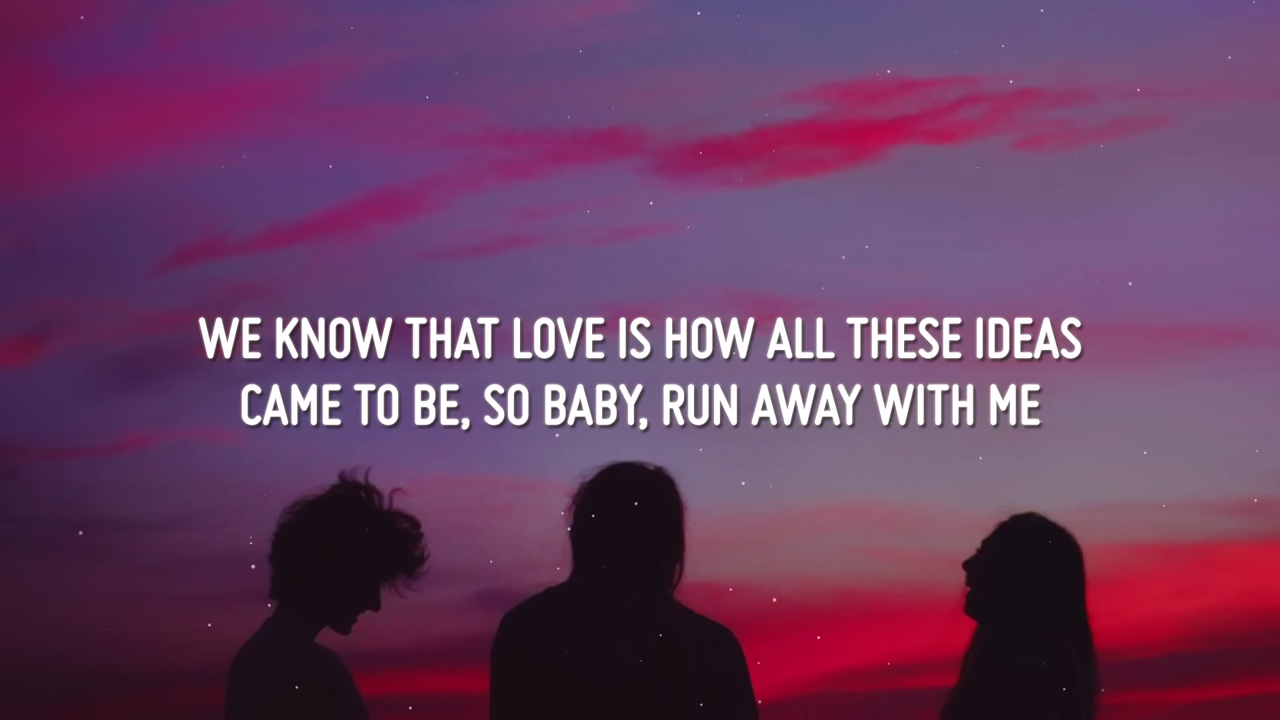 WE KNOW THAT LOVE IS HOW ALL THESE IDEAS
CAME TO BE, SO BABY, RUN AWAY WITH ME